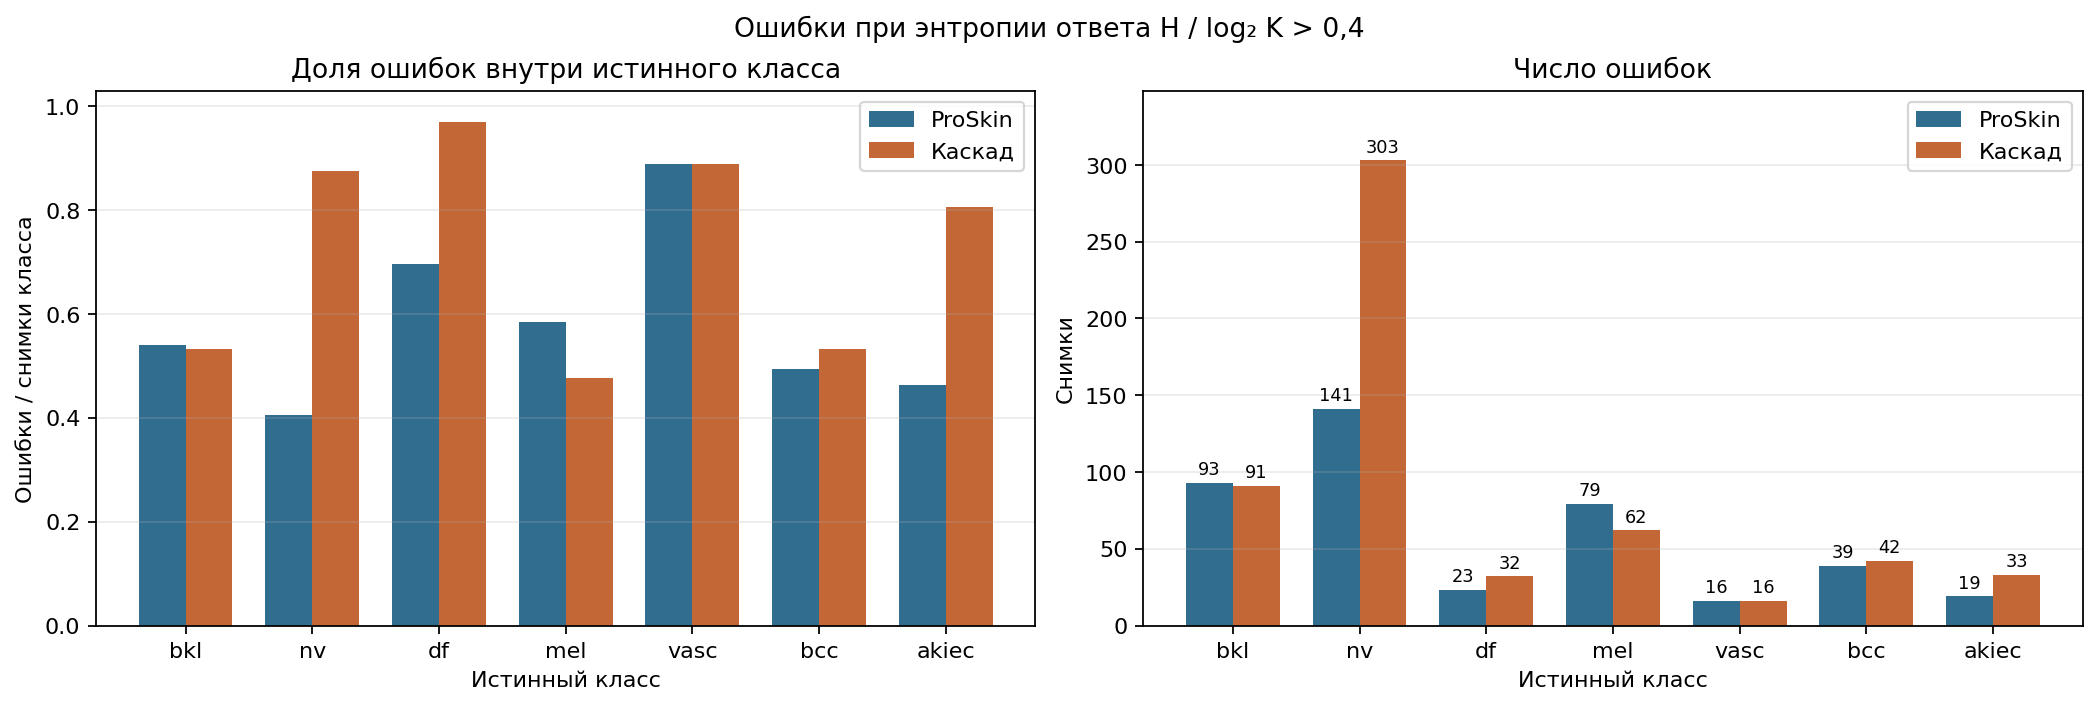 Ошибки при энтропии ответа H / log₂ K > 0,4
Доля ошибок внутри истинного класса
1.0
0.8
0.6
0.4
0.2
0.0
Ошибки / снимки класса
ProSkin
Каскад
bkl nv df mel vasc bcc akiec
Истинный класс
Число ошибок
300
250
200
150
100
50
0
Снимки
ProSkin
Каскад
93 91 141 303 23 32 79 62 16 16 39 42 19 33
bkl nv df mel vasc bcc akiec
Истинный класс